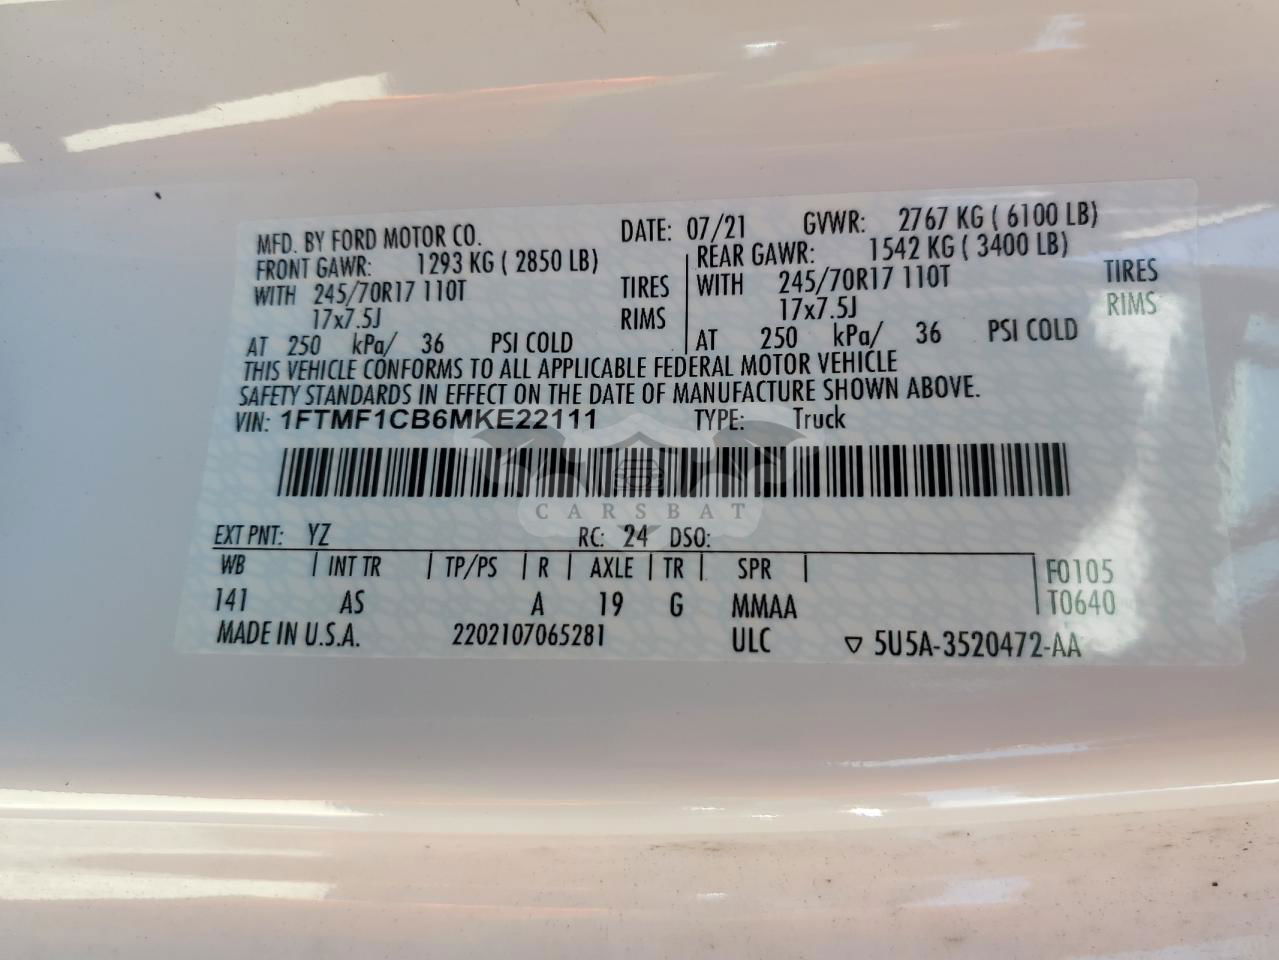 MFD. BY FORD MOTOR CO. DATE: 07/21 GVWR: 2767 KG ( 6100 LB)
FRONT GAWR: 1293 KG ( 2850 LB) REAR GAWR: 1542 KG ( 3400 LB)
WITH 245/70R17 110T TIRES WITH 245/70R17 110T TIRES
17x7.5J RIMS 17x7.5J RIMS
AT 250 kPa/ 36 PSI COLD AT 250 kPa/ 36 PSI COLD
THIS VEHICLE CONFORMS TO ALL APPLICABLE FEDERAL MOTOR VEHICLE
SAFETY STANDARDS IN EFFECT ON THE DATE OF MANUFACTURE SHOWN ABOVE.
VIN: 1FTMF1CB6MKE22111 TYPE: Truck
CARSBAT
EXT PNT: YZ RC: 24 DSO:
WB INT TR TP/PS R AXLE TR SPR F0105
141 AS A 19 G MMAA T0640
MADE IN U.S.A. 2202107065281 ULC ▽ 5U5A-3520472-AA